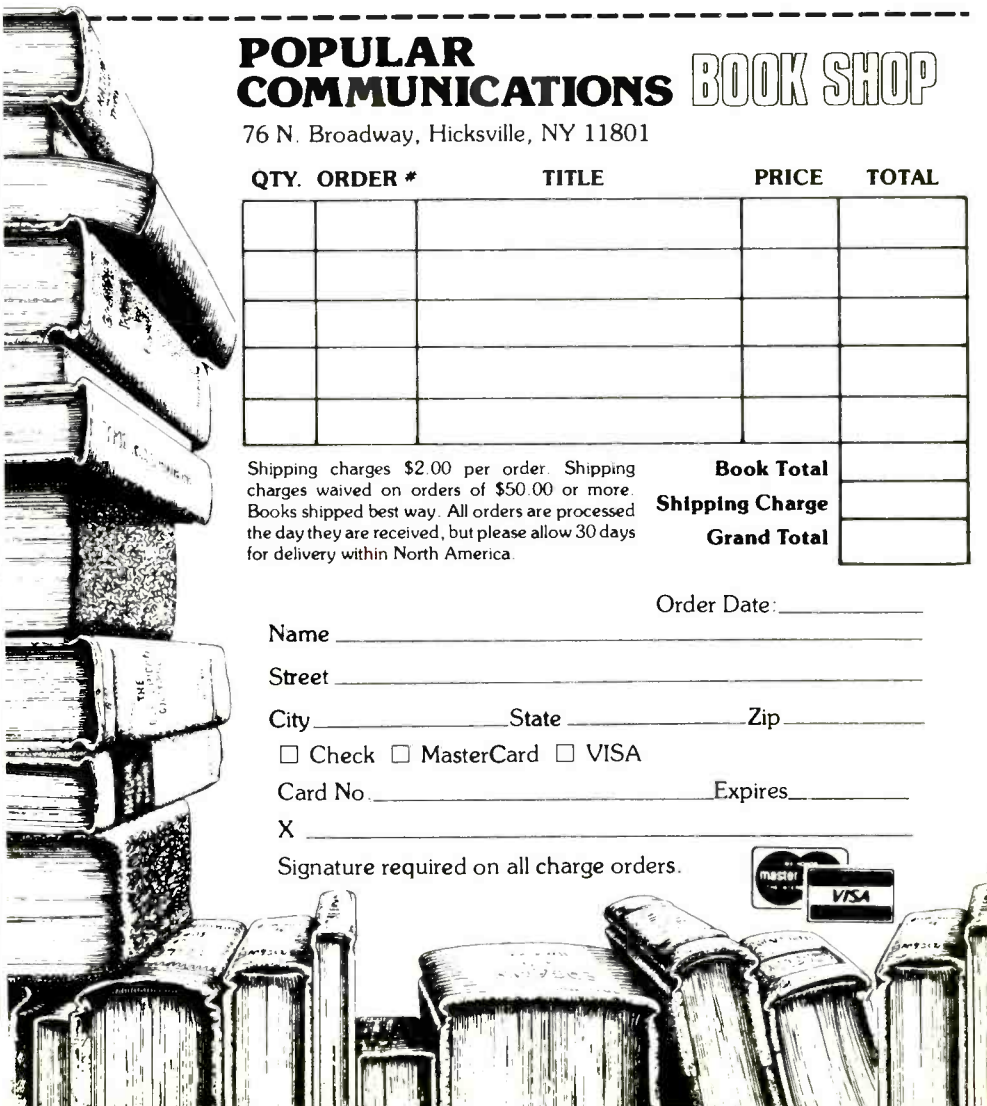 POPULAR
COMMUNICATIONS BOOK SHOP
76 N. Broadway, Hicksville, NY 11801
QTY. ORDER # TITLE PRICE TOTAL
Shipping charges $2.00 per order. Shipping
charges waived on orders of $50.00 or more.
Books shipped best way. All orders are processed
the day they are received, but please allow 30 days
for delivery within North America.
Book Total
Shipping Charge
Grand Total
Order Date:
Name
Street
City State Zip
☐ Check ☐ MasterCard ☐ VISA
Card No. Expires
X
Signature required on all charge orders.
master
VISA
THE
THE